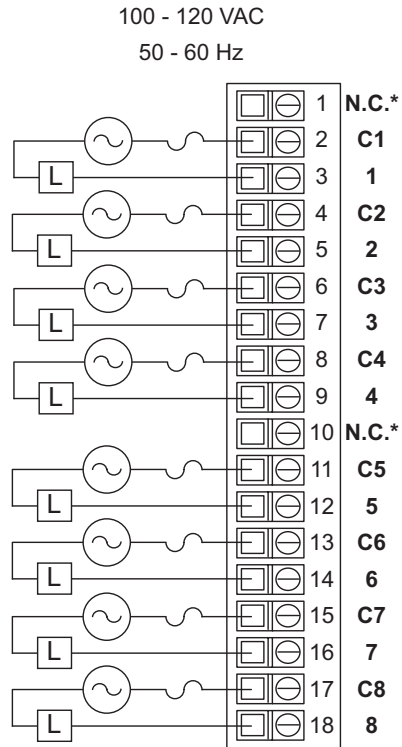 100 - 120 VAC
50 - 60 Hz
1 N.C.*
2 C1
L 3 1
4 C2
L 5 2
6 C3
L 7 3
8 C4
L 9 4
10 N.C.*
11 C5
L 12 5
13 C6
L 14 6
15 C7
L 16 7
17 C8
L 18 8